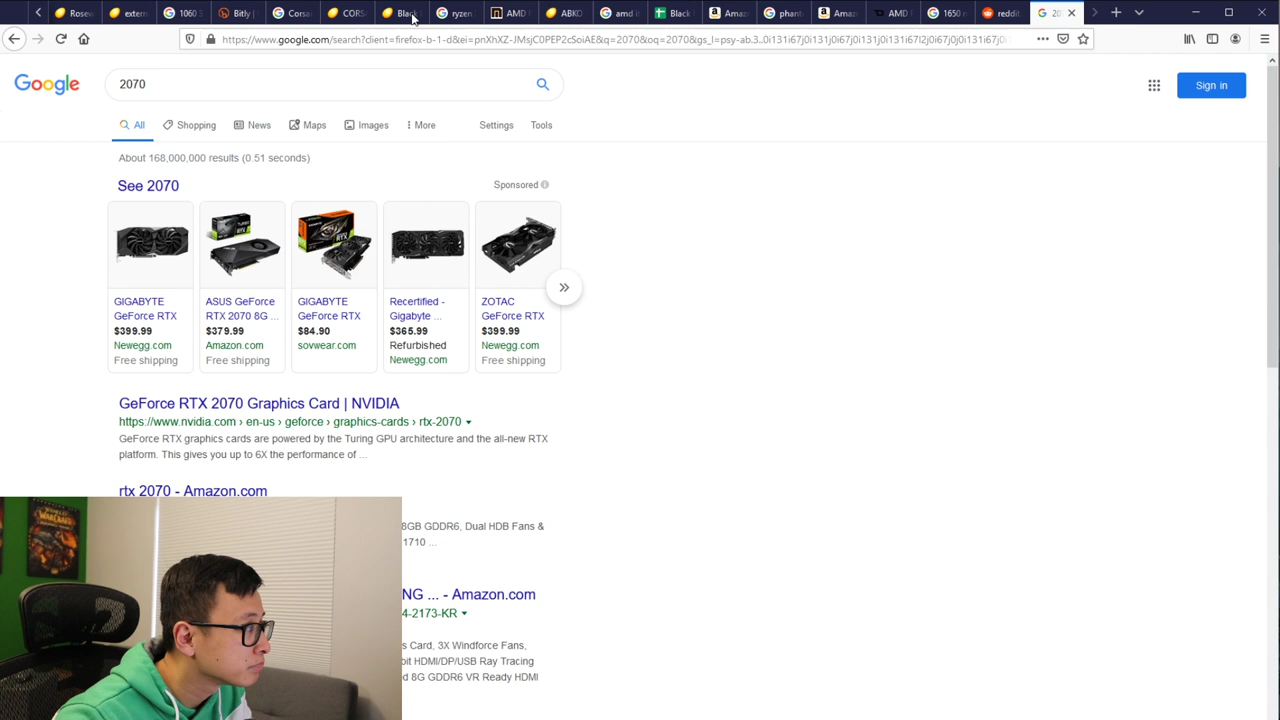 Rosew
extern
1060 3
Bitly |
Corsai
CORS
Black
ryzen
AMD
ABKO
amd it
Black
Amaz
phant
Amaz
AMD
1650
reddit
20
https://www.google.com/search?client=firefox-b-1-d&ei=pnXhXZ-JMsjC0PEP2cSoiAE&q=2070&oq=2070&gs_l=psy-ab.3..0i131i67j0i131j0i67j0i131j0i131i67l2j0i67j0j0i131j0i131i67
Google
2070
Sign in
All
Shopping
News
Maps
Images
More
Settings
Tools
About 168,000,000 results (0.51 seconds)
See 2070
Sponsored
GIGABYTE
GeForce RTX
$399.99
Newegg.com
Free shipping
ASUS GeForce
RTX 2070 8G ...
$379.99
Amazon.com
Free shipping
GIGABYTE
GeForce RTX
$84.90
sovwear.com
Recertified -
Gigabyte ...
$365.99
Refurbished
Newegg.com
ZOTAC
GeForce RTX
$399.99
Newegg.com
Free shipping
GeForce RTX 2070 Graphics Card | NVIDIA
https://www.nvidia.com › en-us › geforce › graphics-cards › rtx-2070
GeForce RTX graphics cards are powered by the Turing GPU architecture and the all-new RTX
platform. This gives you up to 6X the performance of ...
rtx 2070 - Amazon.com
8GB GDDR6, Dual HDB Fans &
1710 ...
NG ... - Amazon.com
4-2173-KR
s Card, 3X Windforce Fans,
bit HDMI/DP/USB Ray Tracing
d 8G GDDR6 VR Ready HDMI
WORLD
WARCRAFT